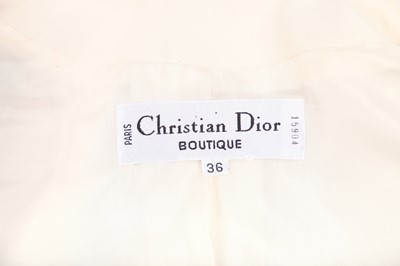 PARIS
Christian Dior
BOUTIQUE
15904
36